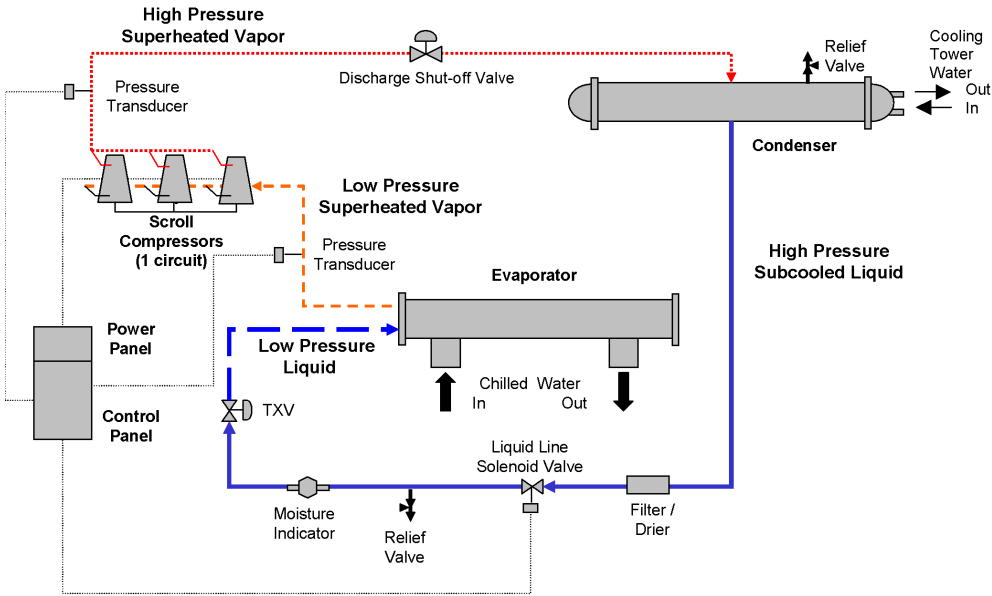 High Pressure
Superheated Vapor
Discharge Shut-off Valve
Relief
Valve
Cooling
Tower
Water
Out
In
Pressure
Transducer
Condenser
Low Pressure
Superheated Vapor
Scroll
Compressors
(1 circuit)
Pressure
Transducer
High Pressure
Subcooled Liquid
Evaporator
Power
Panel
Low Pressure
Liquid
Chilled Water
In Out
Control
Panel
TXV
Liquid Line
Solenoid Valve
Moisture
Indicator
Relief
Valve
Filter /
Drier